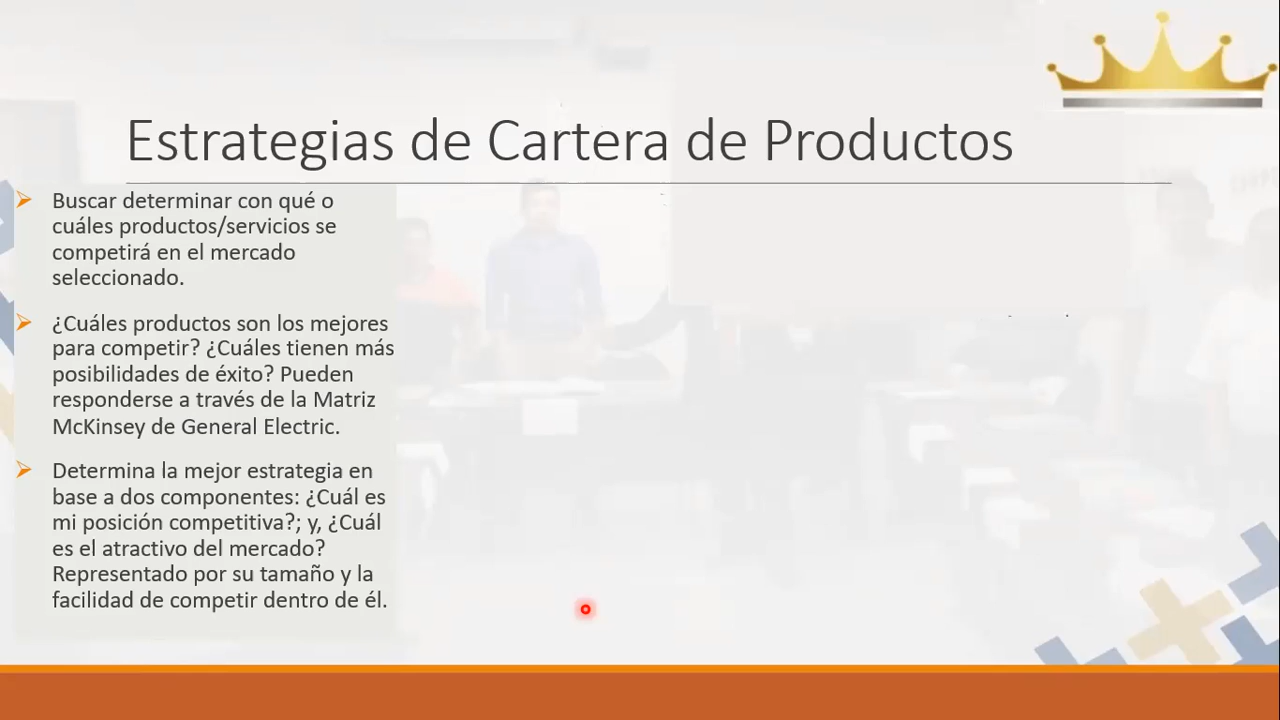 Estrategias de Cartera de Productos
Buscar determinar con qué o
cuáles productos/servicios se
competirá en el mercado
seleccionado.
¿Cuáles productos son los mejores
para competir? ¿Cuáles tienen más
posibilidades de éxito? Pueden
responderse a través de la Matriz
McKinsey de General Electric.
Determina la mejor estrategia en
base a dos componentes: ¿Cuál es
mi posición competitiva?; y, ¿Cuál
es el atractivo del mercado?
Representado por su tamaño y la
facilidad de competir dentro de él.